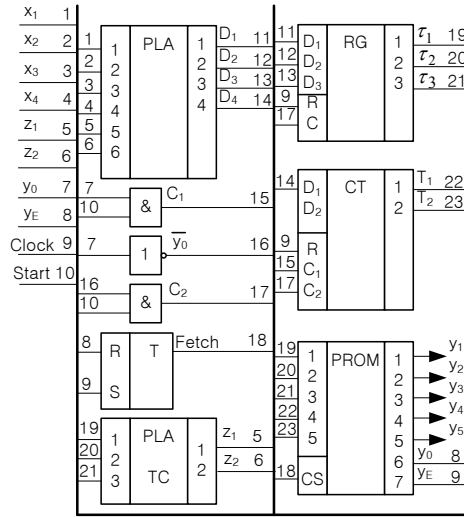 x1 1
x2 2
x3 3
x4 4
z1 5
z2 6
y0 7
yE 8
Clock 9
Start 10
1 1 PLA 1 D1 11
2 2 2 D2 12
3 3 3 D3 13
4 4 4 D4 14
5 5
6 6
7 & C1 15
10
7 1 y0 16
16 & C2 17
10
8 R T Fetch 18
9 S
19 1 PLA 1 z1 5
20 2 TC 2 z2 6
21 3
11 D1 RG 1 τ1 19
12 D2 2 τ2 20
13 D3 3 τ3 21
9 R
17 C
14 D1 CT 1 T1 22
D2 2 T2 23
9 R
15 C1
17 C2
19 1 PROM 1 y1
20 2 2 y2
21 3 3 y3
22 4 4 y4
23 5 5 y5
6 y0 8
18 CS 7 yE 9